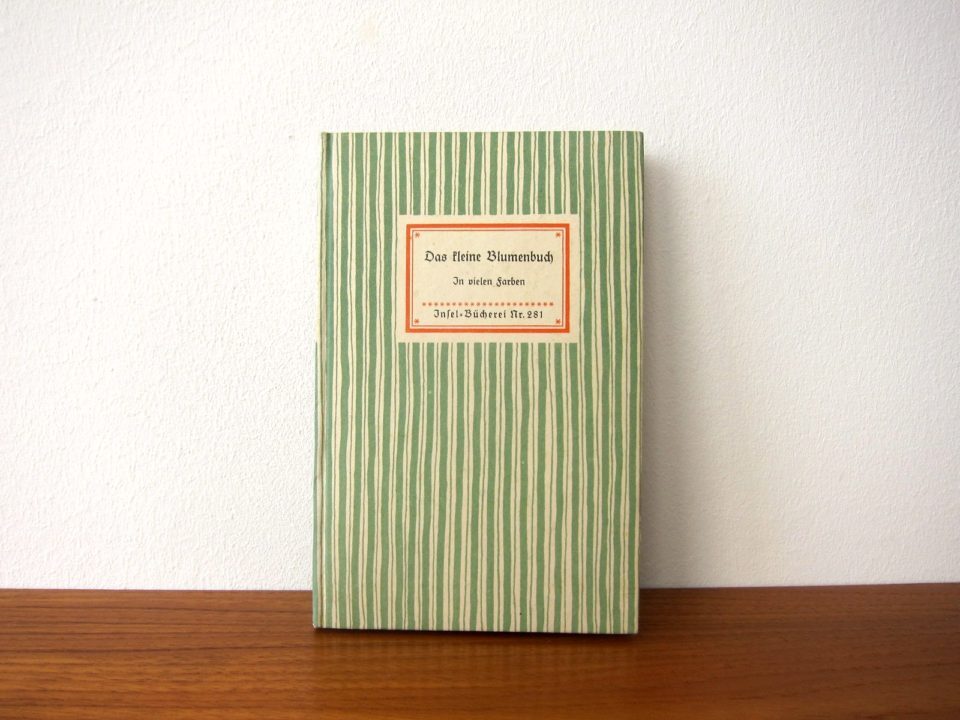 Das kleine Blumenbuch
In vielen Farben
Insel-Bücherei Nr. 281